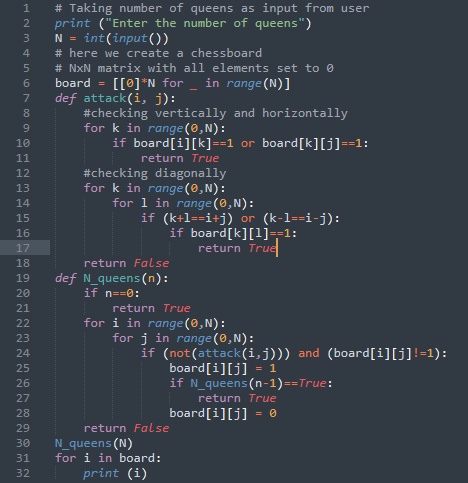 1 # Taking number of queens as input from user
2 print ("Enter the number of queens")
3 N = int(input())
4 # here we create a chessboard
5 # NxN matrix with all elements set to 0
6 board = [[0]*N for _ in range(N)]
7 def attack(i, j):
8     #checking vertically and horizontally
9     for k in range(0,N):
10         if board[i][k]==1 or board[k][j]==1:
11             return True
12     #checking diagonally
13     for k in range(0,N):
14         for l in range(0,N):
15             if (k+l==i+j) or (k-l==i-j):
16                 if board[k][l]==1:
17                     return True
18     return False
19 def N_queens(n):
20     if n==0:
21         return True
22     for i in range(0,N):
23         for j in range(0,N):
24             if (not(attack(i,j))) and (board[i][j]!=1):
25                 board[i][j] = 1
26                 if N_queens(n-1)==True:
27                     return True
28                 board[i][j] = 0
29     return False
30 N_queens(N)
31 for i in board:
32     print (i)